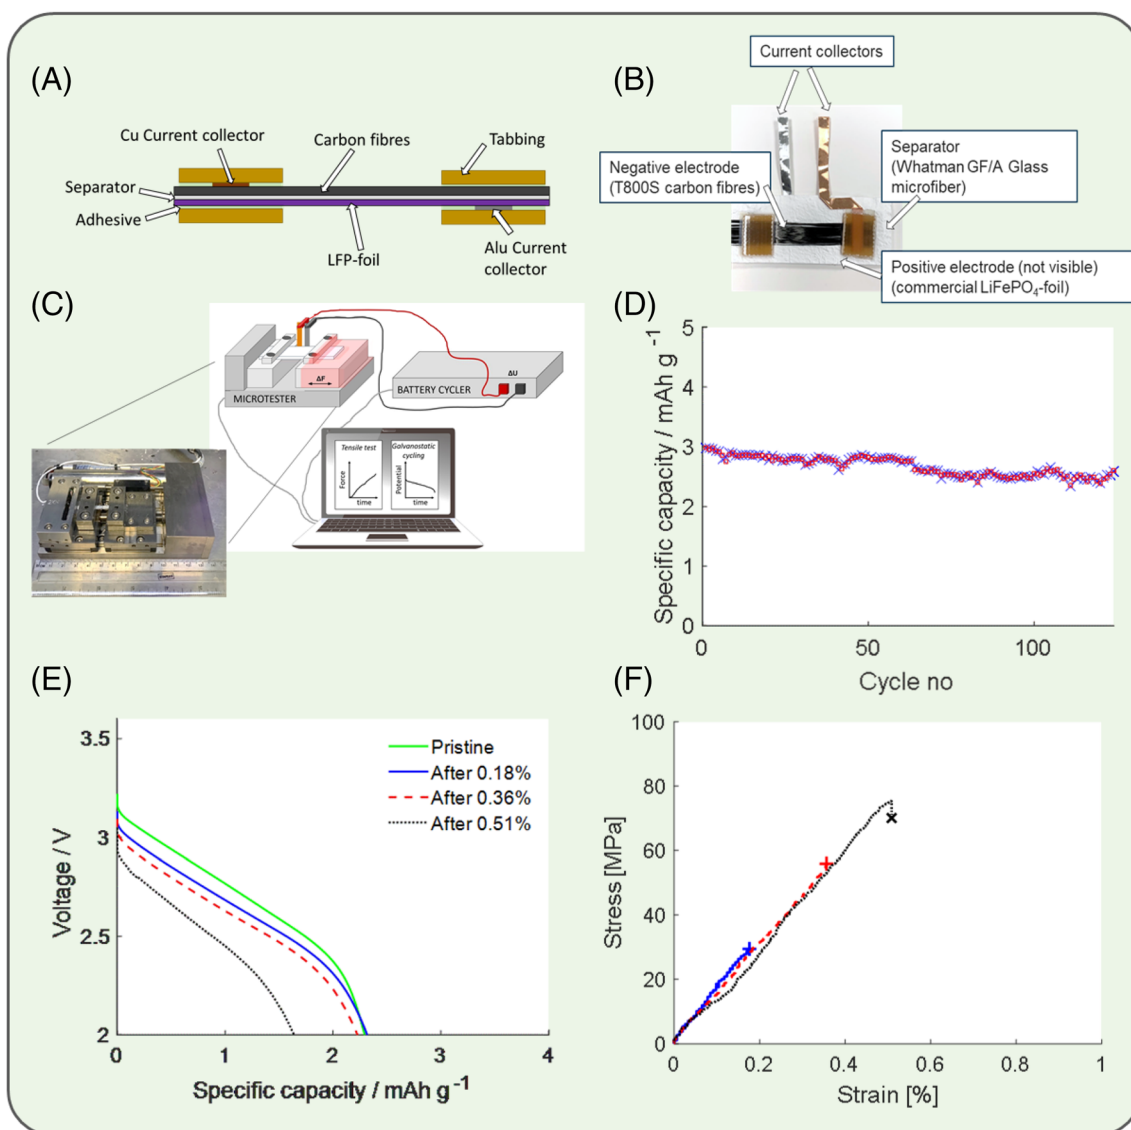 (A)
Cu Current collector
Carbon fibres
Tabbing
Separator
Adhesive
LFP-foil
Alu Current
collector
(B)
Current collectors
Negative electrode
(T800S carbon fibres)
Separator
(Whatman GF/A Glass
microfiber)
Positive electrode (not visible)
(commercial LiFePO₄-foil)
(C)
ΔF
MICROTESTER
ΔU
BATTERY CYCLER
Tensile test
Force
time
Galvanostatic
cycling
Potential
time
(D)
Specific capacity / mAh g⁻¹
5
4
3
2
1
0
0
50
100
Cycle no
(E)
Voltage / V
3.5
3
2.5
2
Pristine
After 0.18%
After 0.36%
After 0.51%
0
1
2
3
4
Specific capacity / mAh g⁻¹
(F)
Stress [MPa]
100
80
60
40
20
0
0
0.2
0.4
0.6
0.8
1
Strain [%]